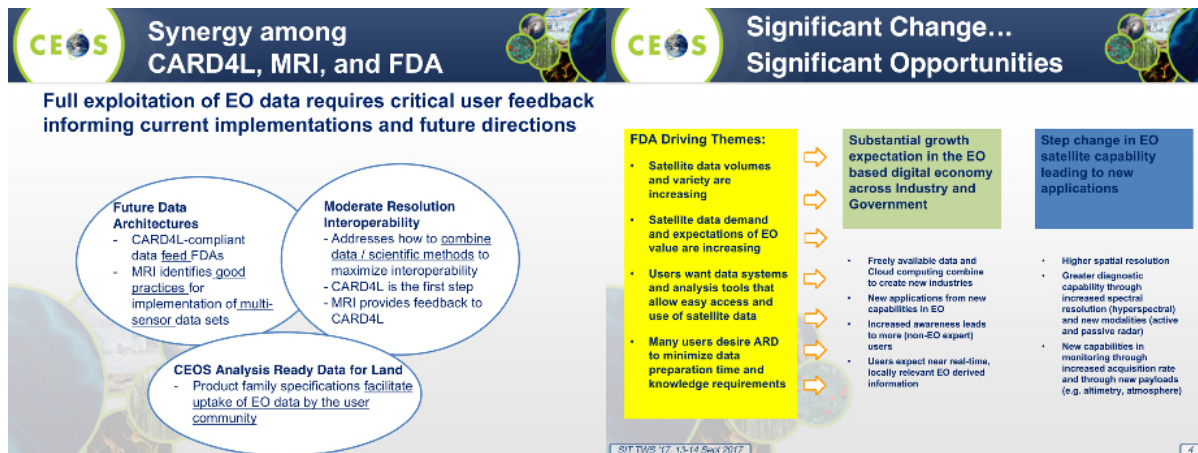 CEOS
Synergy among
CARD4L, MRI, and FDA
Full exploitation of EO data requires critical user feedback
informing current implementations and future directions
Future Data
Architectures
- CARD4L-compliant
data feed FDAs
- MRI identifies good
practices for
implementation of multi-
sensor data sets
Moderate Resolution
Interoperability
- Addresses how to combine
data / scientific methods to
maximize interoperability
- CARD4L is the first step
- MRI provides feedback to
CARD4L
CEOS Analysis Ready Data for Land
- Product family specifications facilitate
uptake of EO data by the user
community
CEOS
Significant Change...
Significant Opportunities
FDA Driving Themes:
• Satellite data volumes
and variety are
increasing
• Satellite data demand
and expectations of EO
value are increasing
• Users want data systems
and analysis tools that
allow easy access and
use of satellite data
• Many users desire ARD
to minimize data
preparation time and
knowledge requirements
Substantial growth
expectation in the EO
based digital economy
across Industry and
Government
• Freely available data and
Cloud computing combine
to create new industries
• New applications from new
capabilities in EO
• Increased awareness leads
to more (non-EO expert)
users
• Users expect near real-time,
locally relevant EO derived
information
Step change in EO
satellite capability
leading to new
applications
• Higher spatial resolution
• Greater diagnostic
capability through
increased spectral
resolution (hyperspectral)
and new modalities (active
and passive radar)
• New capabilities in
monitoring through
increased acquisition rate
and through new payloads
(e.g. altimetry, atmosphere)
SIT TWS '17, 13-14 Sept 2017
4